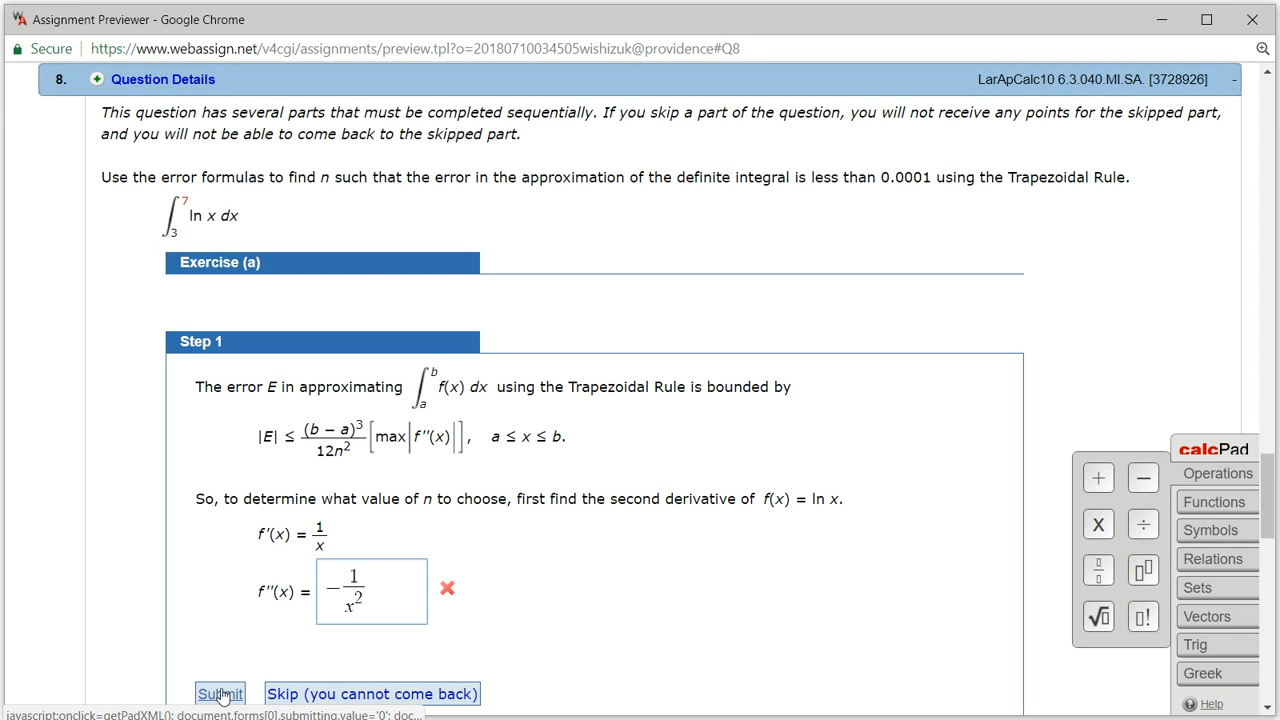 Assignment Previewer - Google Chrome
Secure https://www.webassign.net/v4cgi/assignments/preview.tpl?o=20180710034505wishizuk@providence#Q8
8. Question Details LarApCalc10 6.3.040.MI.SA. [3728926] -
This question has several parts that must be completed sequentially. If you skip a part of the question, you will not receive any points for the skipped part,
and you will not be able to come back to the skipped part.
Use the error formulas to find n such that the error in the approximation of the definite integral is less than 0.0001 using the Trapezoidal Rule.
∫₃⁷ ln x dx
Exercise (a)
Step 1
The error E in approximating ∫ₐᵇ f(x) dx using the Trapezoidal Rule is bounded by
|E| ≤ (b − a)³/12n² [max|f''(x)|], a ≤ x ≤ b.
So, to determine what value of n to choose, first find the second derivative of f(x) = ln x.
f'(x) = 1/x
f''(x) = −1/x²
Submit Skip (you cannot come back)
calcPad
Operations
Functions
Symbols
Relations
Sets
Vectors
Trig
Greek
Help
+ −
x ÷
√ !
javascript:onclick=getPadXML(); document.forms[0].submitting.value='0'; doc...